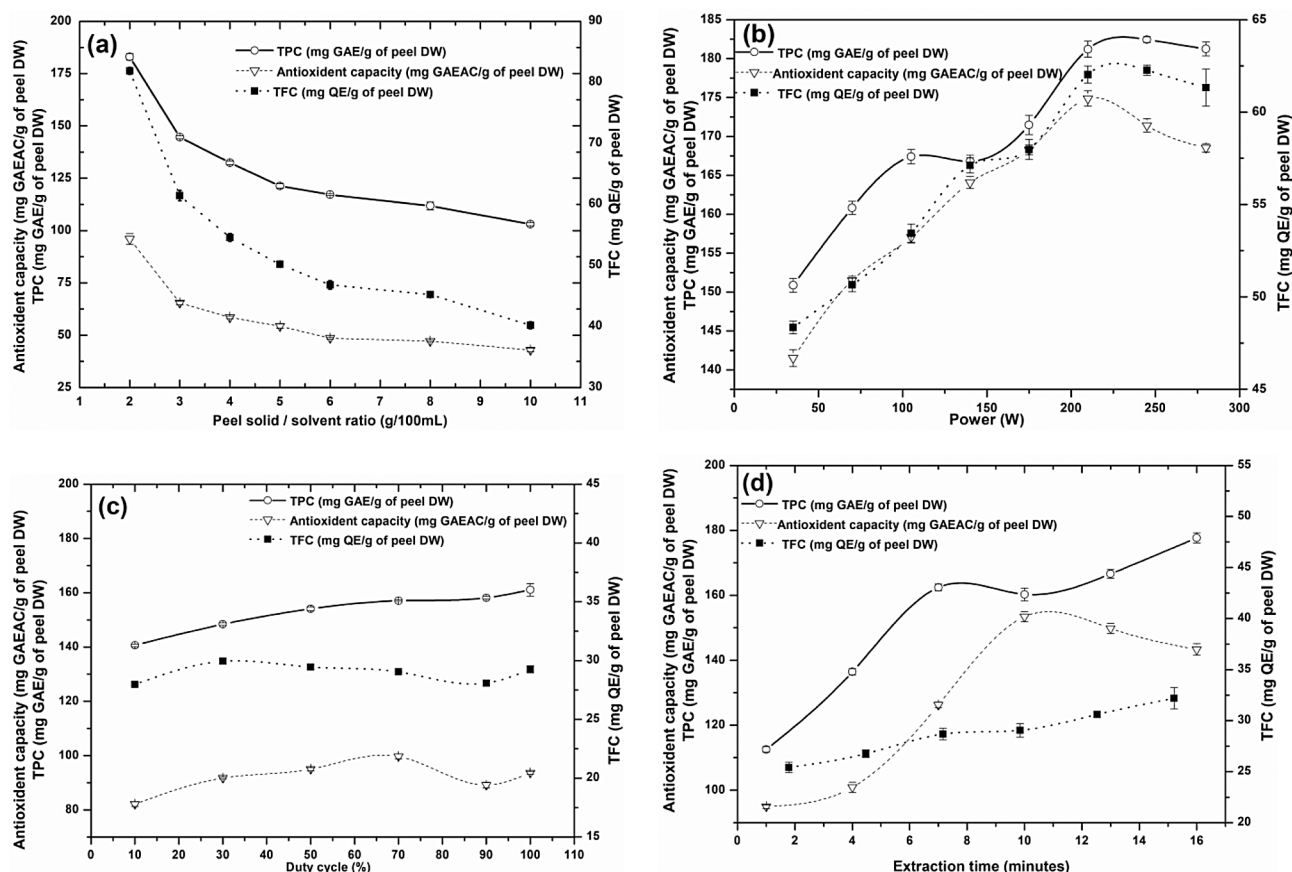 (a)
TPC (mg GAE/g of peel DW)
Antioxident capacity (mg GAEAC/g of peel DW)
TFC (mg QE/g of peel DW)
Antioxidant capacity (mg GAEAC/g of peel DW)
TPC (mg GAE/g of peel DW)
200
175
150
125
100
75
50
25
TFC (mg QE/g of peel DW)
90
80
70
60
50
40
30
1 2 3 4 5 6 7 8 9 10 11
Peel solid / solvent ratio (g/100mL)
(b)
TPC (mg GAE/g of peel DW)
Antioxident capacity (mg GAEAC/g of peel DW)
TFC (mg QE/g of peel DW)
Antioxidant capacity (mg GAEAC/g of peel DW)
TPC (mg GAE/g of peel DW)
185
180
175
170
165
160
155
150
145
140
TFC (mg QE/g of peel DW)
65
60
55
50
45
0 50 100 150 200 250 300
Power (W)
(c)
TPC (mg GAE/g of peel DW)
Antioxident capacity (mg GAEAC/g of peel DW)
TFC (mg QE/g of peel DW)
Antioxident capacity (mg GAEAC/g of peel DW)
TPC (mg GAE/g of peel DW)
200
180
160
140
120
100
80
TFC (mg QE/g of peel DW)
45
40
35
30
25
20
15
0 10 20 30 40 50 60 70 80 90 100 110
Duty cycle (%)
(d)
TPC (mg GAE/g of peel DW)
Antioxident capacity (mg GAEAC/g of peel DW)
TFC (mg QE/g of peel DW)
Antioxident capacity (mg GAEAC/g of peel DW)
TPC (mg GAE/g of peel DW)
200
180
160
140
120
100
TFC (mg QE/g of peel DW)
55
50
45
40
35
30
25
20
0 2 4 6 8 10 12 14 16
Extraction time (minutes)